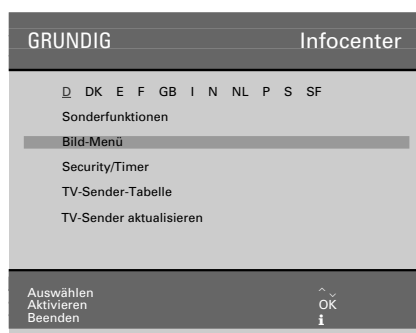 GRUNDIG Infocenter
D DK E F GB I N NL P S SF
Sonderfunktionen
Bild-Menü
Security/Timer
TV-Sender-Tabelle
TV-Sender aktualisieren
Auswählen
Aktivieren OK
Beenden i